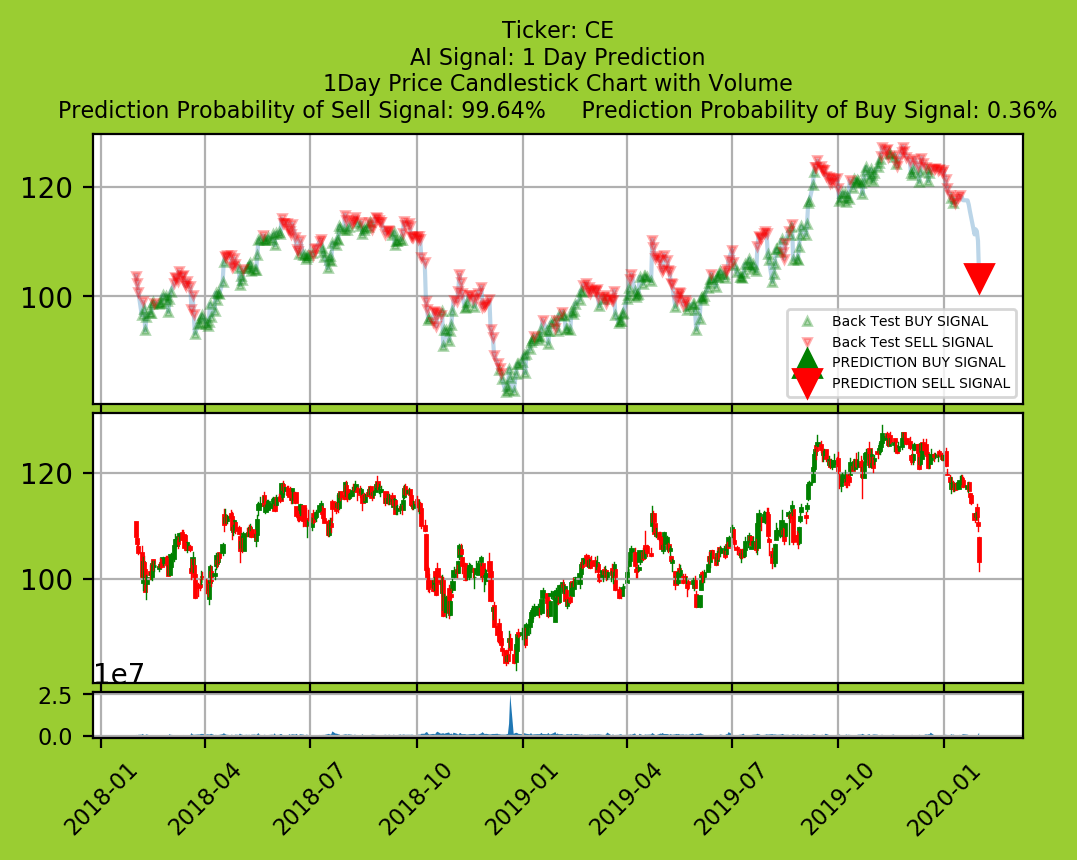 Ticker: CE
AI Signal: 1 Day Prediction
1Day Price Candlestick Chart with Volume
Prediction Probability of Sell Signal: 99.64% Prediction Probability of Buy Signal: 0.36%
120
100
Back Test BUY SIGNAL
Back Test SELL SIGNAL
PREDICTION BUY SIGNAL
PREDICTION SELL SIGNAL
120
100
1e7
2.5
0.0
2018-01
2018-04
2018-07
2018-10
2019-01
2019-04
2019-07
2019-10
2020-01